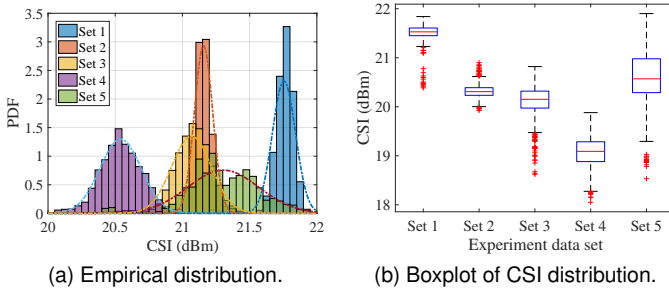 3.5
3
2.5
2
1.5
1
0.5
0
PDF
Set 1
Set 2
Set 3
Set 4
Set 5
20 20.5 21 21.5 22
CSI (dBm)
(a) Empirical distribution.
22
21
20
19
18
CSI (dBm)
Set 1 Set 2 Set 3 Set 4 Set 5
Experiment data set
(b) Boxplot of CSI distribution.